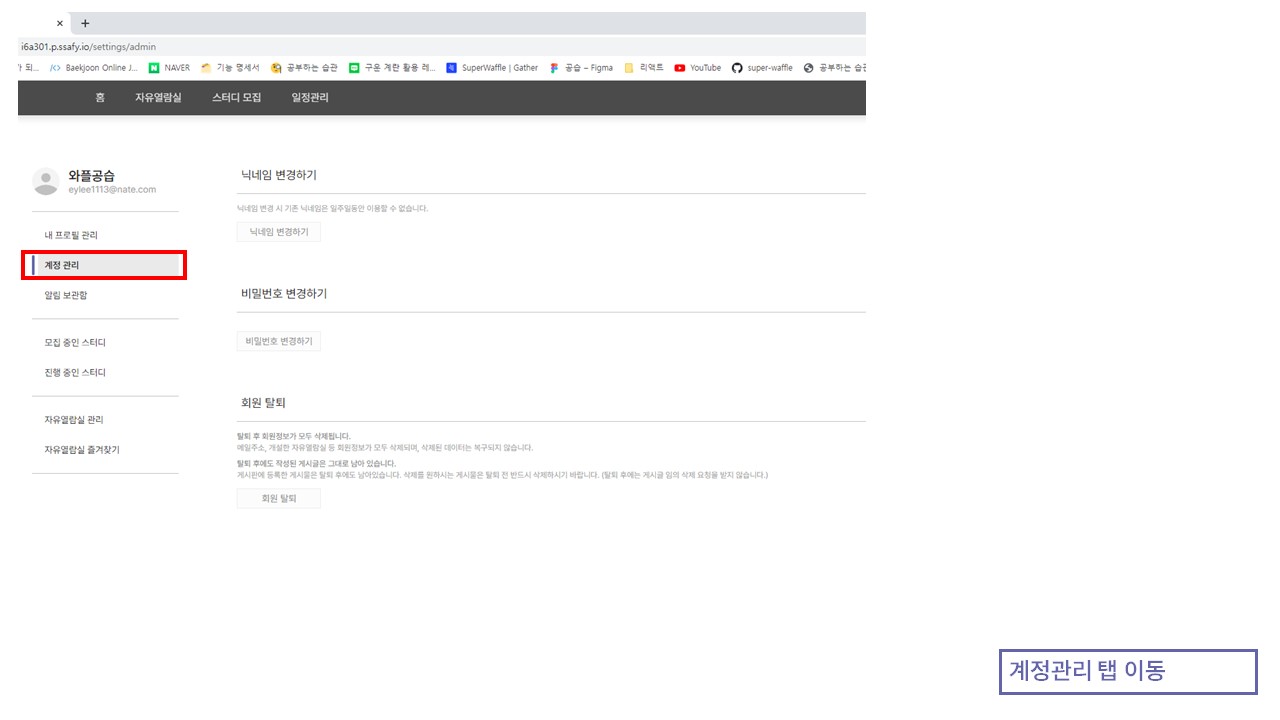 i6a301.p.ssafy.io/settings/admin
Baekjoon Online J... NAVER 기능 명세서 공부하는 습관 구운 계란 활용 레... SuperWaffle | Gather 공습 – Figma 리액트 YouTube super-waffle 공부하는 습관
홈 자유열람실 스터디 모집 일정관리
와플공습
eylee1113@nate.com
내 프로필 관리
계정 관리
알림 보관함
모집 중인 스터디
진행 중인 스터디
자유열람실 관리
자유열람실 즐겨찾기
닉네임 변경하기
닉네임 변경 시 기존 닉네임은 일주일동안 이용할 수 없습니다.
닉네임 변경하기
비밀번호 변경하기
비밀번호 변경하기
회원 탈퇴
탈퇴 후 회원정보가 모두 삭제됩니다.
메일주소, 개설한 자유열람실 등 회원정보가 모두 삭제되며, 삭제된 데이터는 복구되지 않습니다.
탈퇴 후에도 작성된 게시글은 그대로 남아 있습니다.
게시판에 등록한 게시물은 탈퇴 후에도 남아있습니다. 삭제를 원하시는 게시물은 탈퇴 전 반드시 삭제하시기 바랍니다. (탈퇴 후에는 게시글 임의 삭제 요청을 받지 않습니다.)
회원 탈퇴
계정관리 탭 이동